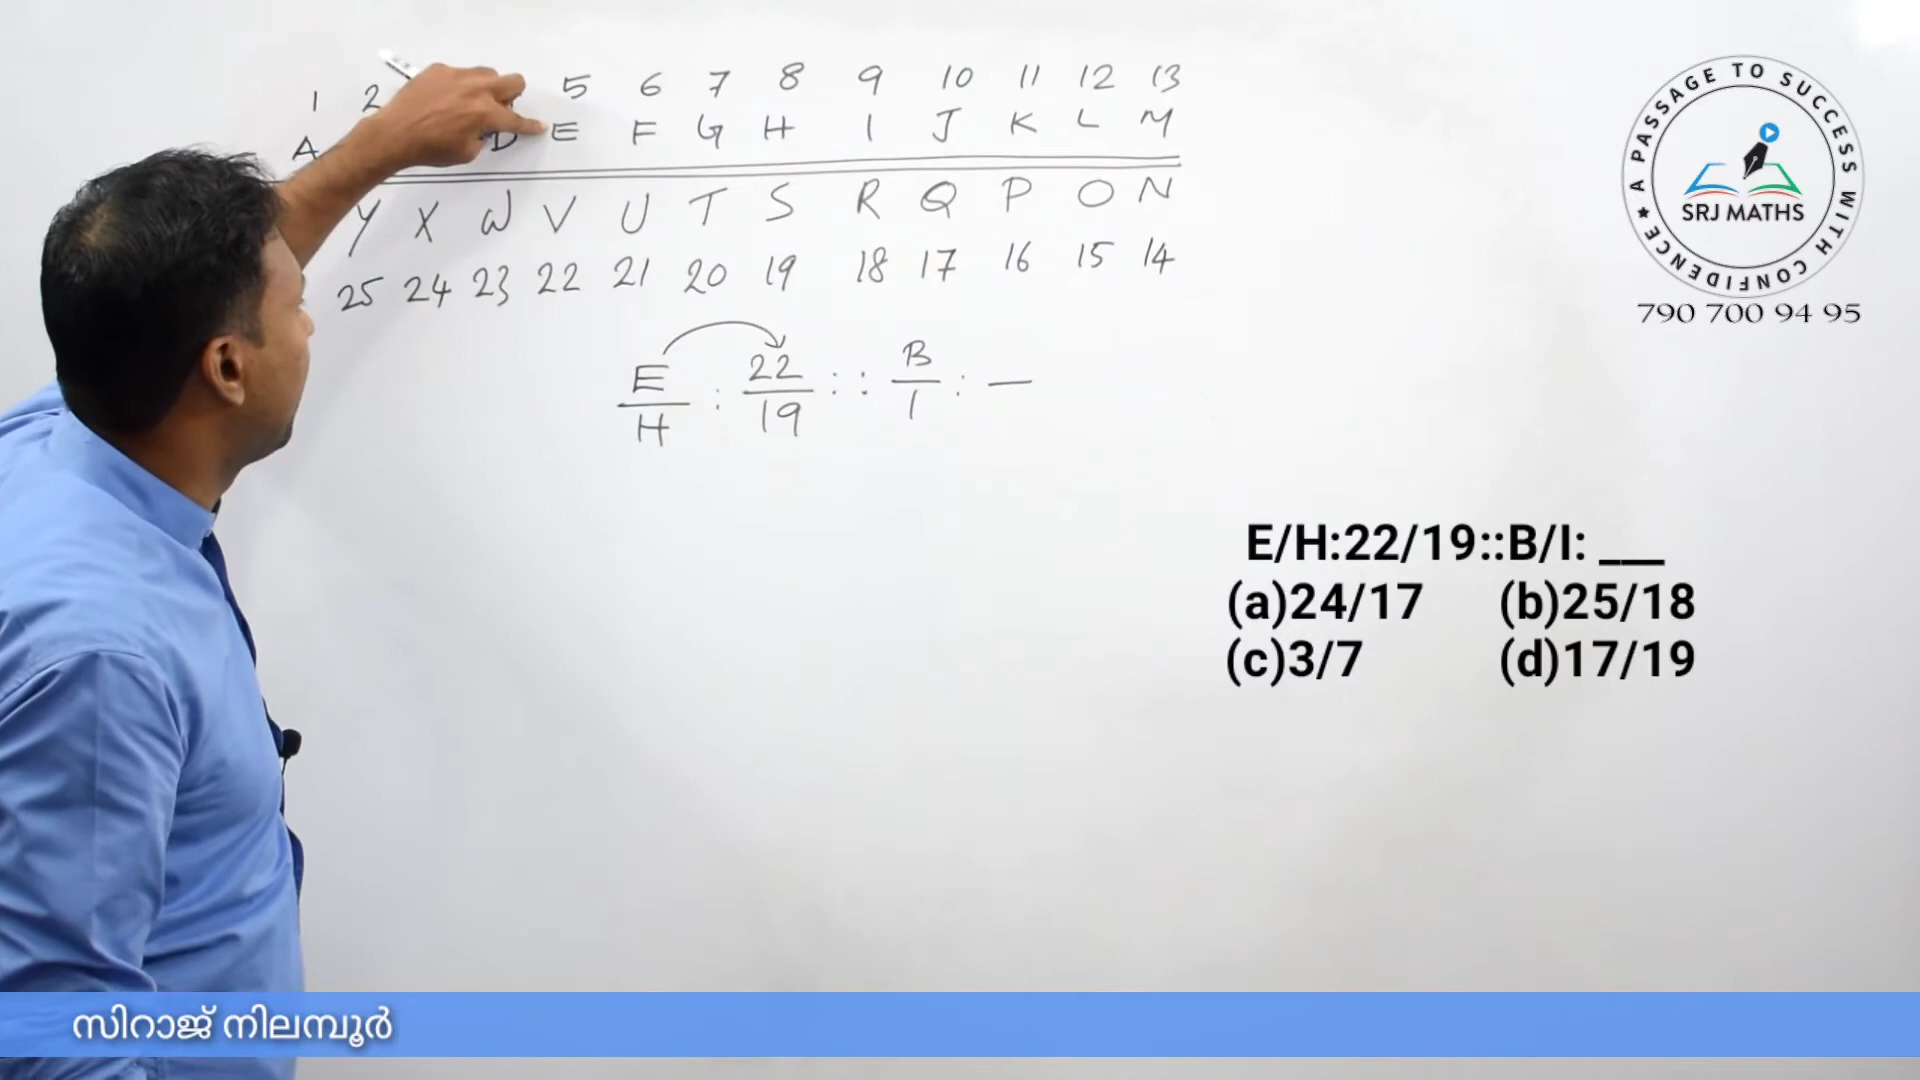 1 2 5 6 7 8 9 10 11 12 13
A D E F G H I J K L M
Y X W V U T S R Q P O N
25 24 23 22 21 20 19 18 17 16 15 14
E/H : 22/19 :: B/I : —
A PASSAGE TO SUCCESS WITH CONFIDENCE
SRJ MATHS
790 700 94 95
E/H:22/19::B/I: ___
(a)24/17 (b)25/18
(c)3/7 (d)17/19
സിറാജ് നിലമ്പൂർ